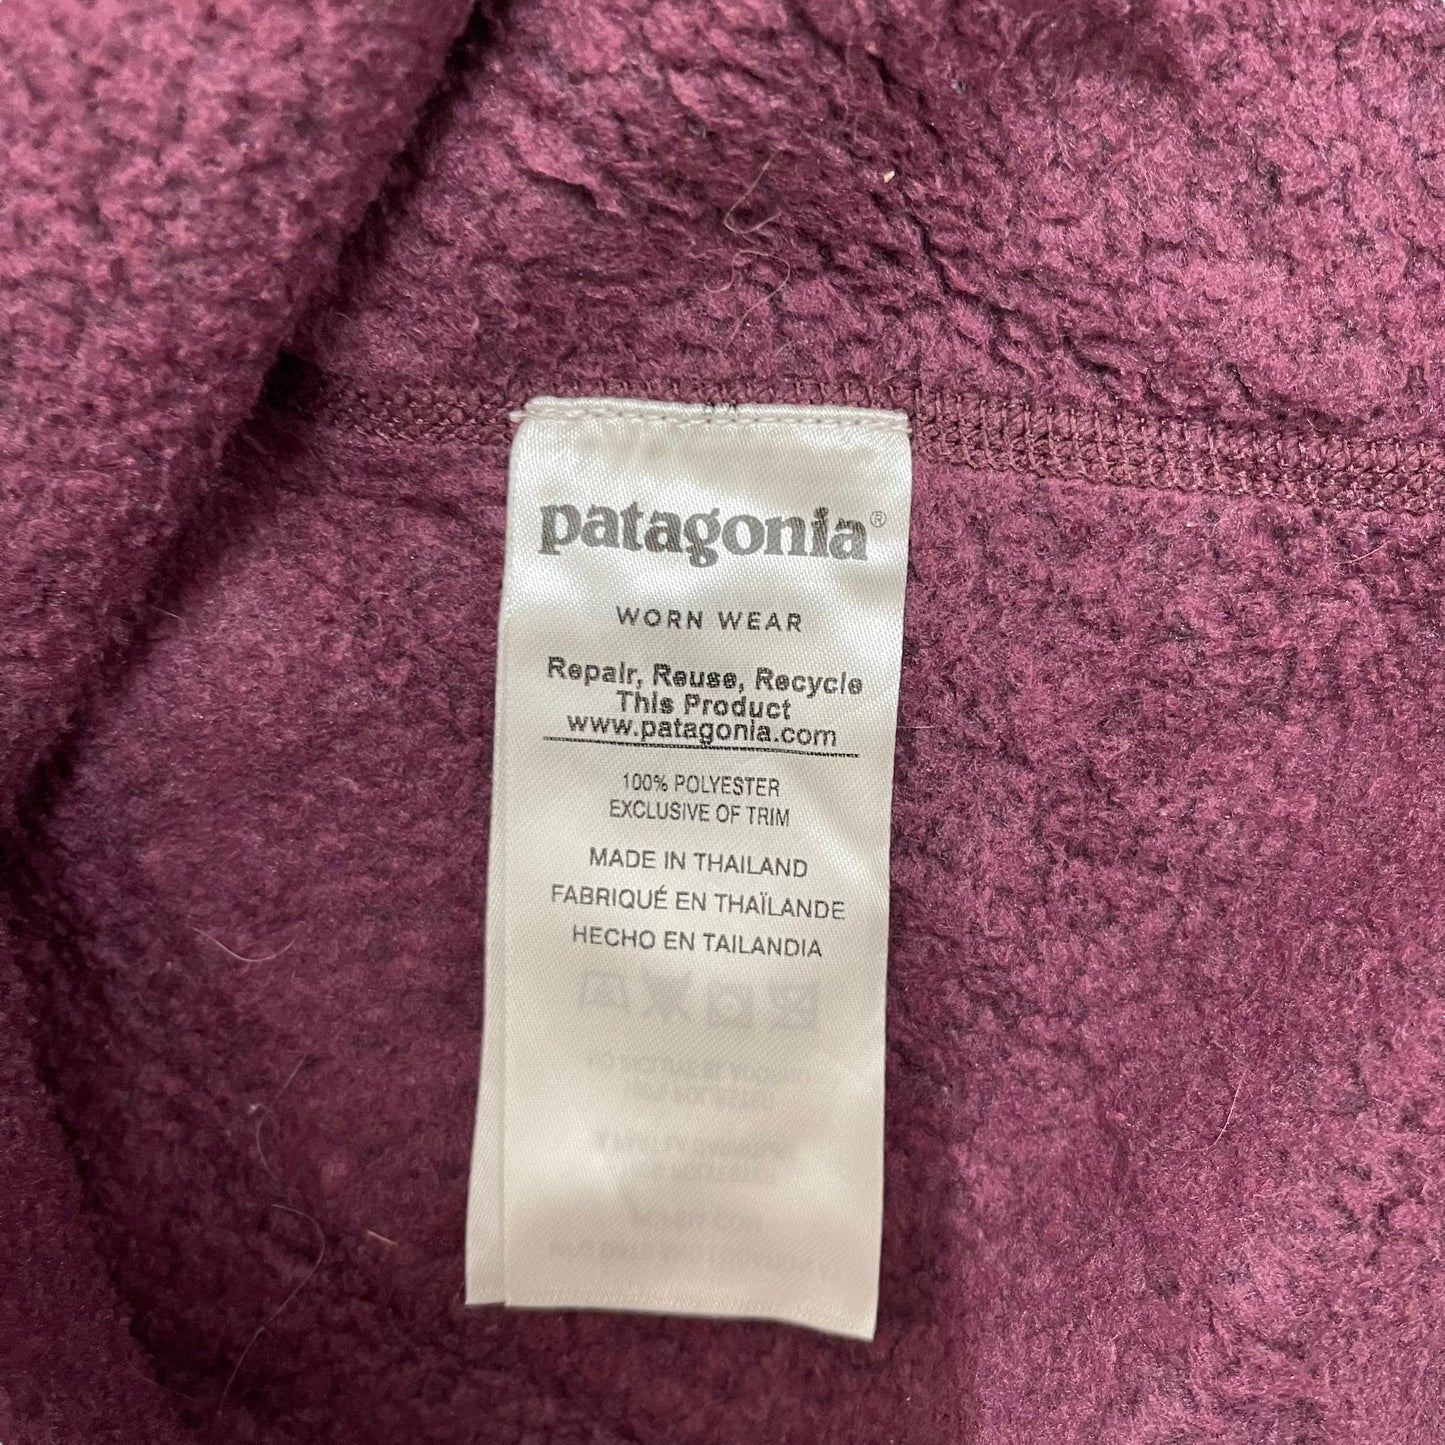 patagonia®
WORN WEAR
Repair, Reuse, Recycle
This Product
www.patagonia.com
100% POLYESTER
EXCLUSIVE OF TRIM
MADE IN THAILAND
FABRIQUÉ EN THAÏLANDE
HECHO EN TAILANDIA